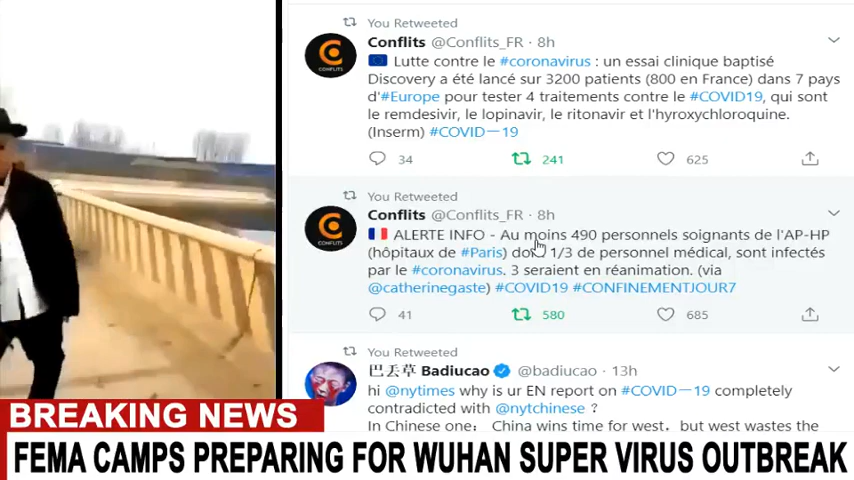 You Retweeted
Conflits @Conflits_FR · 8h
Lutte contre le #coronavirus : un essai clinique baptisé
Discovery a été lancé sur 3200 patients (800 en France) dans 7 pays
d'#Europe pour tester 4 traitements contre le #COVID19, qui sont
le remdesivir, le lopinavir, le ritonavir et l'hyroxychloroquine.
(Inserm) #COVID—19
34 241 625
You Retweeted
CONFLITS
Conflits @Conflits_FR · 8h
ALERTE INFO - Au moins 490 personnels soignants de l'AP-HP
(hôpitaux de #Paris) do 1/3 de personnel médical, sont infectés
par le #coronavirus. 3 seraient en réanimation. (via
@catherinegaste) #COVID19 #CONFINEMENTJOUR7
41 580 685
You Retweeted
巴丢草 Badiucao @badiucao · 13h
hi @nytimes why is ur EN report on #COVID—19 completely
contradicted with @nytchinese ?
In Chinese one: China wins time for west, but west wastes the
BREAKING NEWS
FEMA CAMPS PREPARING FOR WUHAN SUPER VIRUS OUTBREAK